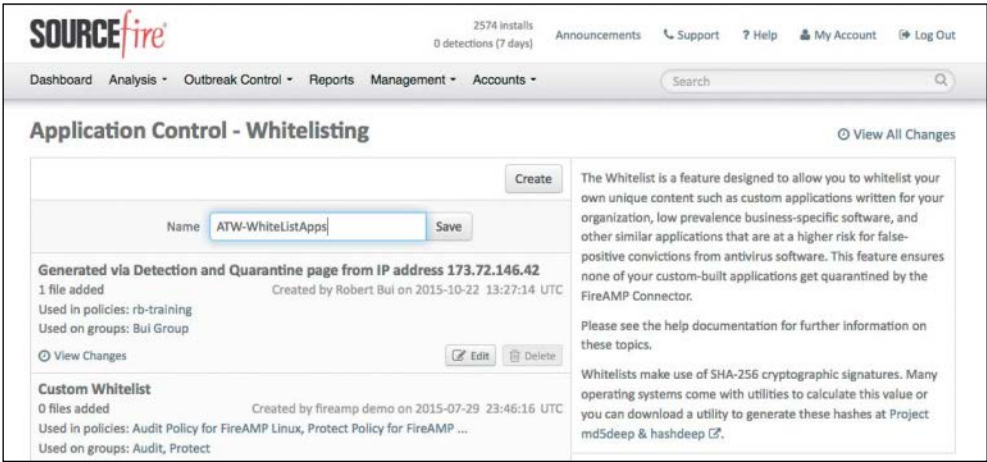 SOURCEfire
2574 installs
0 detections (7 days)
Announcements
Support
? Help
My Account
Log Out
Dashboard
Analysis
Outbreak Control
Reports
Management
Accounts
Search
Application Control - Whitelisting
View All Changes
Create
Name
ATW-WhiteListApps
Save
Generated via Detection and Quarantine page from IP address 173.72.146.42
1 file added
Created by Robert Bui on 2015-10-22 13:27:14 UTC
Used in policies: rb-training
Used on groups: Bui Group
View Changes
Edit
Delete
Custom Whitelist
0 files added
Created by fireamp demo on 2015-07-29 23:46:16 UTC
Used in policies: Audit Policy for FireAMP Linux, Protect Policy for FireAMP ...
Used on groups: Audit, Protect
The Whitelist is a feature designed to allow you to whitelist your
own unique content such as custom applications written for your
organization, low prevalence business-specific software, and
other similar applications that are at a higher risk for false-
positive convictions from antivirus software. This feature ensures
none of your custom-built applications get quarantined by the
FireAMP Connector.
Please see the help documentation for further information on
these topics.
Whitelists make use of SHA-256 cryptographic signatures. Many
operating systems come with utilities to calculate this value or
you can download a utility to generate these hashes at Project
md5deep & hashdeep.